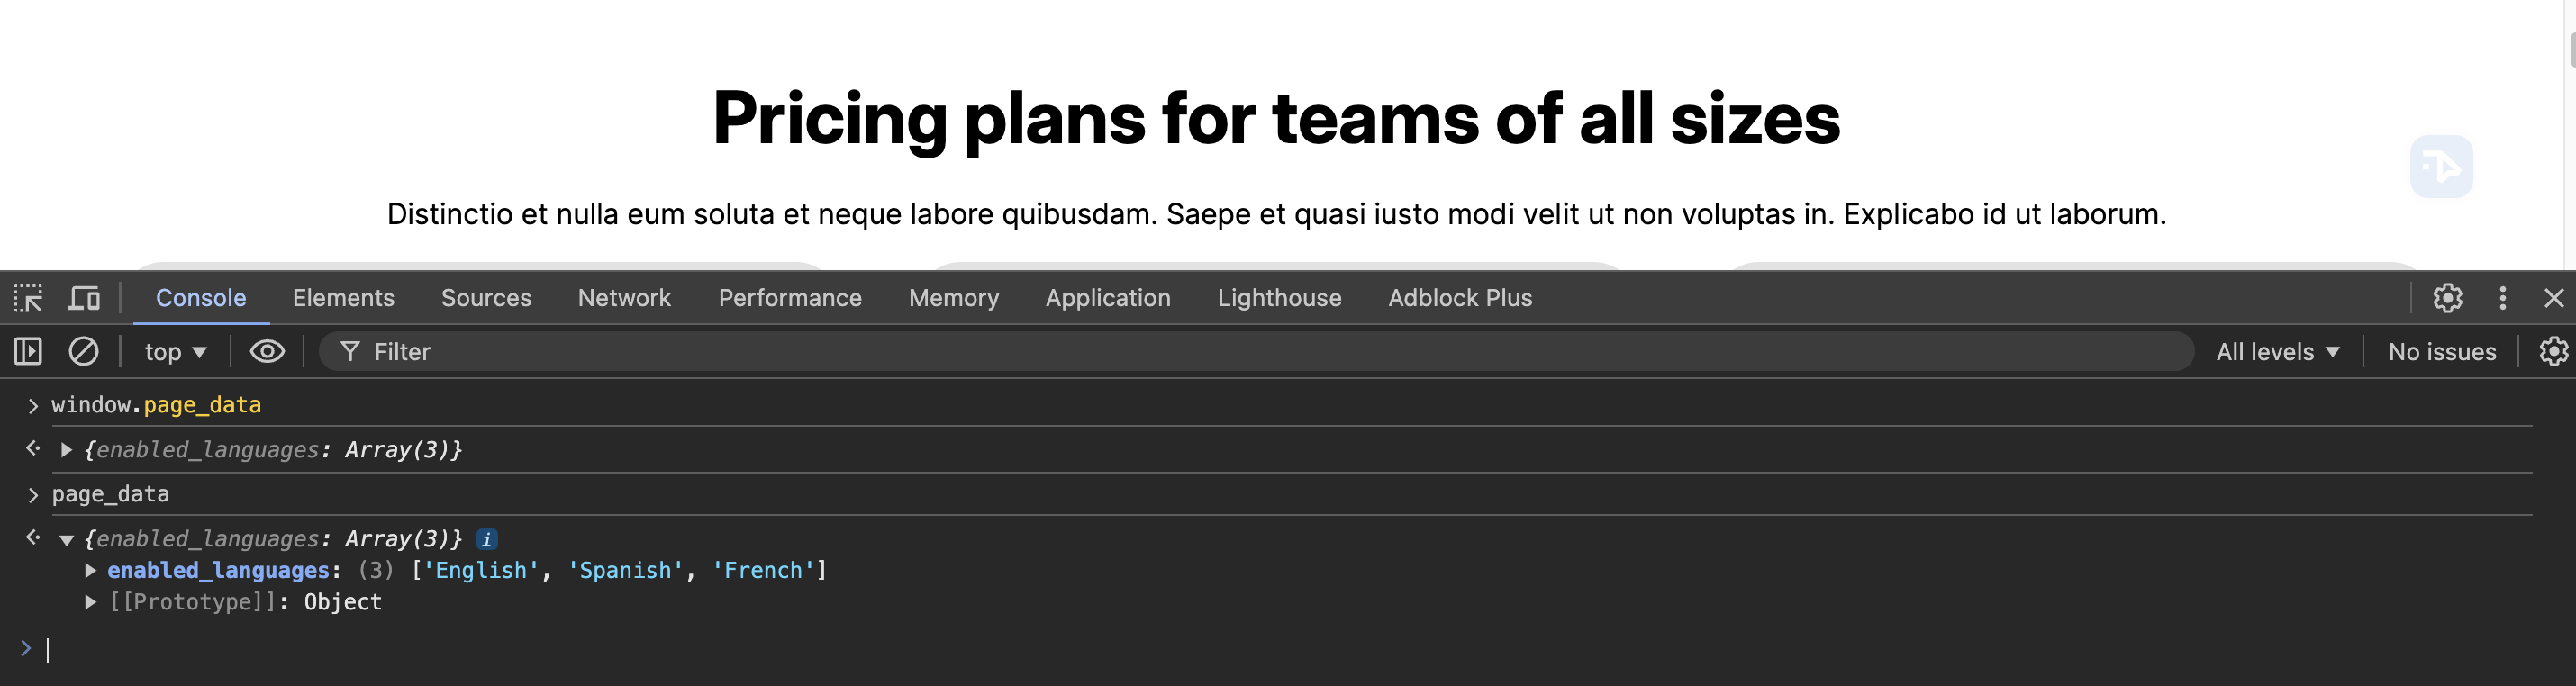 Pricing plans for teams of all sizes
Distinctio et nulla eum soluta et neque labore quibusdam. Saepe et quasi iusto modi velit ut non voluptas in. Explicabo id ut laborum.
Console Elements Sources Network Performance Memory Application Lighthouse Adblock Plus
top Filter All levels No issues
window.page_data
{enabled_languages: Array(3)}
page_data
{enabled_languages: Array(3)} i
enabled_languages: (3) ['English', 'Spanish', 'French']
[[Prototype]]: Object